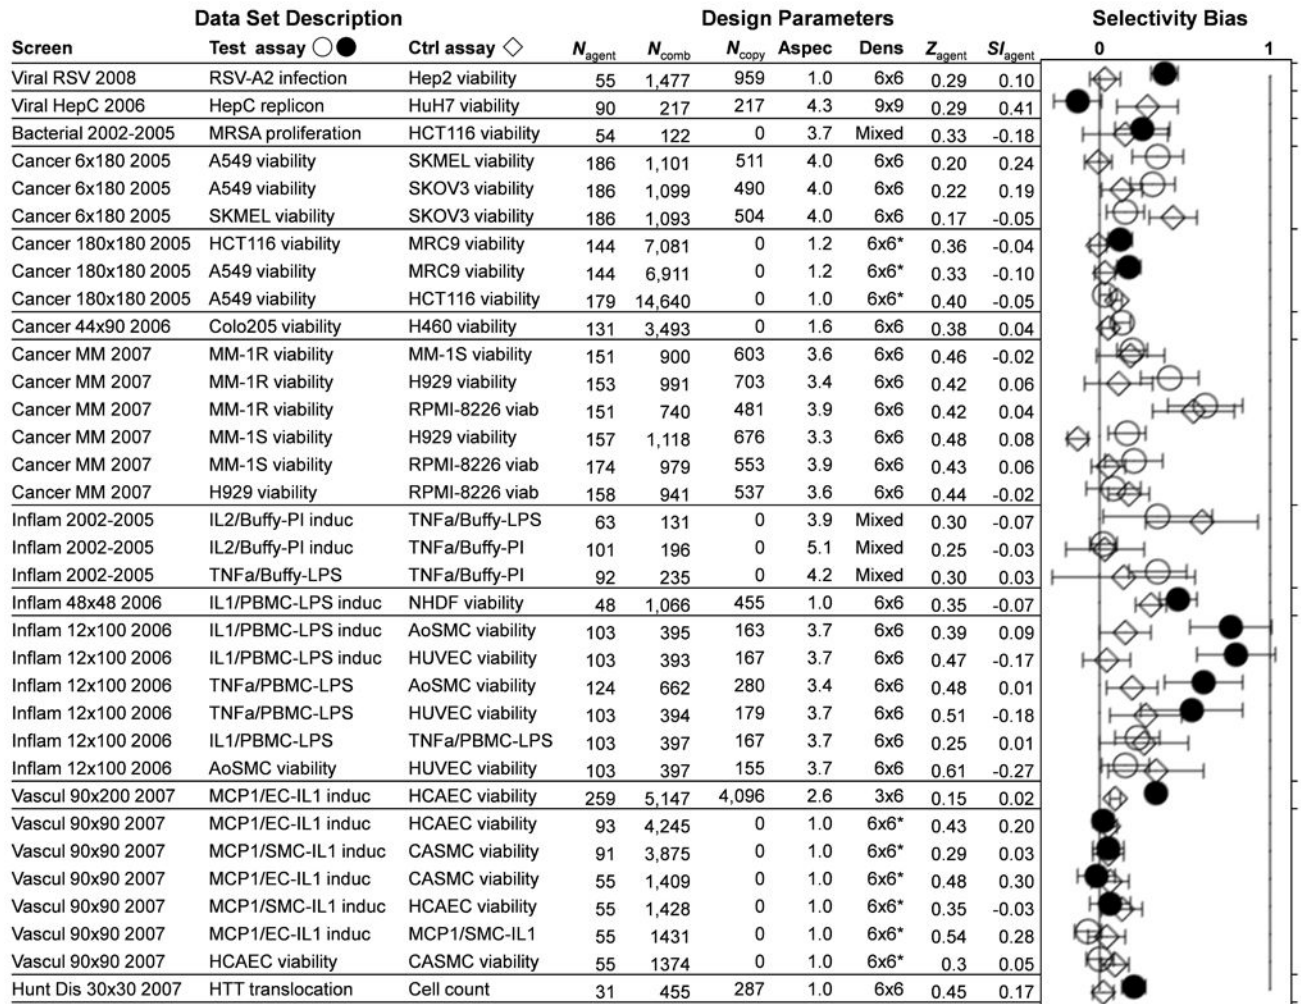 Data Set Description Design Parameters Selectivity Bias
Screen Test assay Ctrl assay Nagent Ncomb Ncopy Aspec Dens Zagent SIagent 0 1
Viral RSV 2008 RSV-A2 infection Hep2 viability 55 1,477 959 1.0 6x6 0.29 0.10
Viral HepC 2006 HepC replicon HuH7 viability 90 217 217 4.3 9x9 0.29 0.41
Bacterial 2002-2005 MRSA proliferation HCT116 viability 54 122 0 3.7 Mixed 0.33 -0.18
Cancer 6x180 2005 A549 viability SKMEL viability 186 1,101 511 4.0 6x6 0.20 0.24
Cancer 6x180 2005 A549 viability SKOV3 viability 186 1,099 490 4.0 6x6 0.22 0.19
Cancer 6x180 2005 SKMEL viability SKOV3 viability 186 1,093 504 4.0 6x6 0.17 -0.05
Cancer 180x180 2005 HCT116 viability MRC9 viability 144 7,081 0 1.2 6x6* 0.36 -0.04
Cancer 180x180 2005 A549 viability MRC9 viability 144 6,911 0 1.2 6x6* 0.33 -0.10
Cancer 180x180 2005 A549 viability HCT116 viability 179 14,640 0 1.0 6x6* 0.40 -0.05
Cancer 44x90 2006 Colo205 viability H460 viability 131 3,493 0 1.6 6x6 0.38 0.04
Cancer MM 2007 MM-1R viability MM-1S viability 151 900 603 3.6 6x6 0.46 -0.02
Cancer MM 2007 MM-1R viability H929 viability 153 991 703 3.4 6x6 0.42 0.06
Cancer MM 2007 MM-1R viability RPMI-8226 viab 151 740 481 3.9 6x6 0.42 0.04
Cancer MM 2007 MM-1S viability H929 viability 157 1,118 676 3.3 6x6 0.48 0.08
Cancer MM 2007 MM-1S viability RPMI-8226 viab 174 979 553 3.9 6x6 0.43 0.06
Cancer MM 2007 H929 viability RPMI-8226 viab 158 941 537 3.6 6x6 0.44 -0.02
Inflam 2002-2005 IL2/Buffy-PI induc TNFa/Buffy-LPS 63 131 0 3.9 Mixed 0.30 -0.07
Inflam 2002-2005 IL2/Buffy-PI induc TNFa/Buffy-PI 101 196 0 5.1 Mixed 0.25 -0.03
Inflam 2002-2005 TNFa/Buffy-LPS TNFa/Buffy-PI 92 235 0 4.2 Mixed 0.30 0.03
Inflam 48x48 2006 IL1/PBMC-LPS induc NHDF viability 48 1,066 455 1.0 6x6 0.35 -0.07
Inflam 12x100 2006 IL1/PBMC-LPS induc AoSMC viability 103 395 163 3.7 6x6 0.39 0.09
Inflam 12x100 2006 IL1/PBMC-LPS induc HUVEC viability 103 393 167 3.7 6x6 0.47 -0.17
Inflam 12x100 2006 TNFa/PBMC-LPS AoSMC viability 124 662 280 3.4 6x6 0.48 0.01
Inflam 12x100 2006 TNFa/PBMC-LPS HUVEC viability 103 394 179 3.7 6x6 0.51 -0.18
Inflam 12x100 2006 IL1/PBMC-LPS TNFa/PBMC-LPS 103 397 167 3.7 6x6 0.25 0.01
Inflam 12x100 2006 AoSMC viability HUVEC viability 103 397 155 3.7 6x6 0.61 -0.27
Vascul 90x200 2007 MCP1/EC-IL1 induc HCAEC viability 259 5,147 4,096 2.6 3x6 0.15 0.02
Vascul 90x90 2007 MCP1/EC-IL1 induc HCAEC viability 93 4,245 0 1.0 6x6* 0.43 0.20
Vascul 90x90 2007 MCP1/SMC-IL1 induc CASMC viability 91 3,875 0 1.0 6x6* 0.29 0.03
Vascul 90x90 2007 MCP1/EC-IL1 induc CASMC viability 55 1,409 0 1.0 6x6* 0.48 0.30
Vascul 90x90 2007 MCP1/SMC-IL1 induc HCAEC viability 55 1,428 0 1.0 6x6* 0.35 -0.03
Vascul 90x90 2007 MCP1/EC-IL1 induc MCP1/SMC-IL1 55 1431 0 1.0 6x6* 0.54 0.28
Vascul 90x90 2007 HCAEC viability CASMC viability 55 1374 0 1.0 6x6* 0.3 0.05
Hunt Dis 30x30 2007 HTT translocation Cell count 31 455 287 1.0 6x6 0.45 0.17